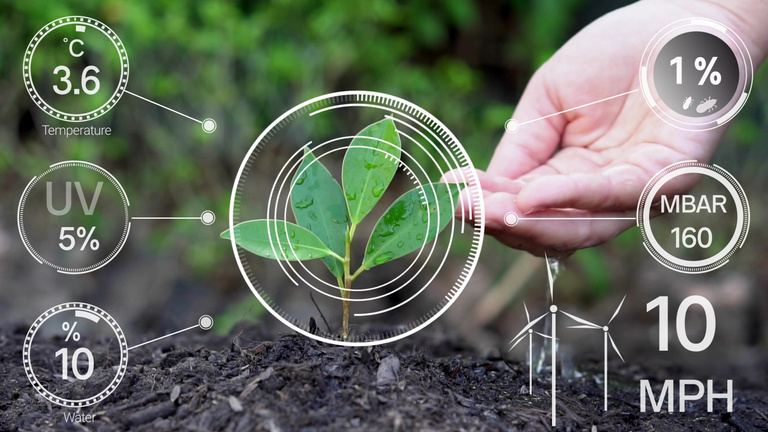 °C
3.6
Temperature
UV
5%
%
10
Water
1 %
MBAR
160
10
MPH